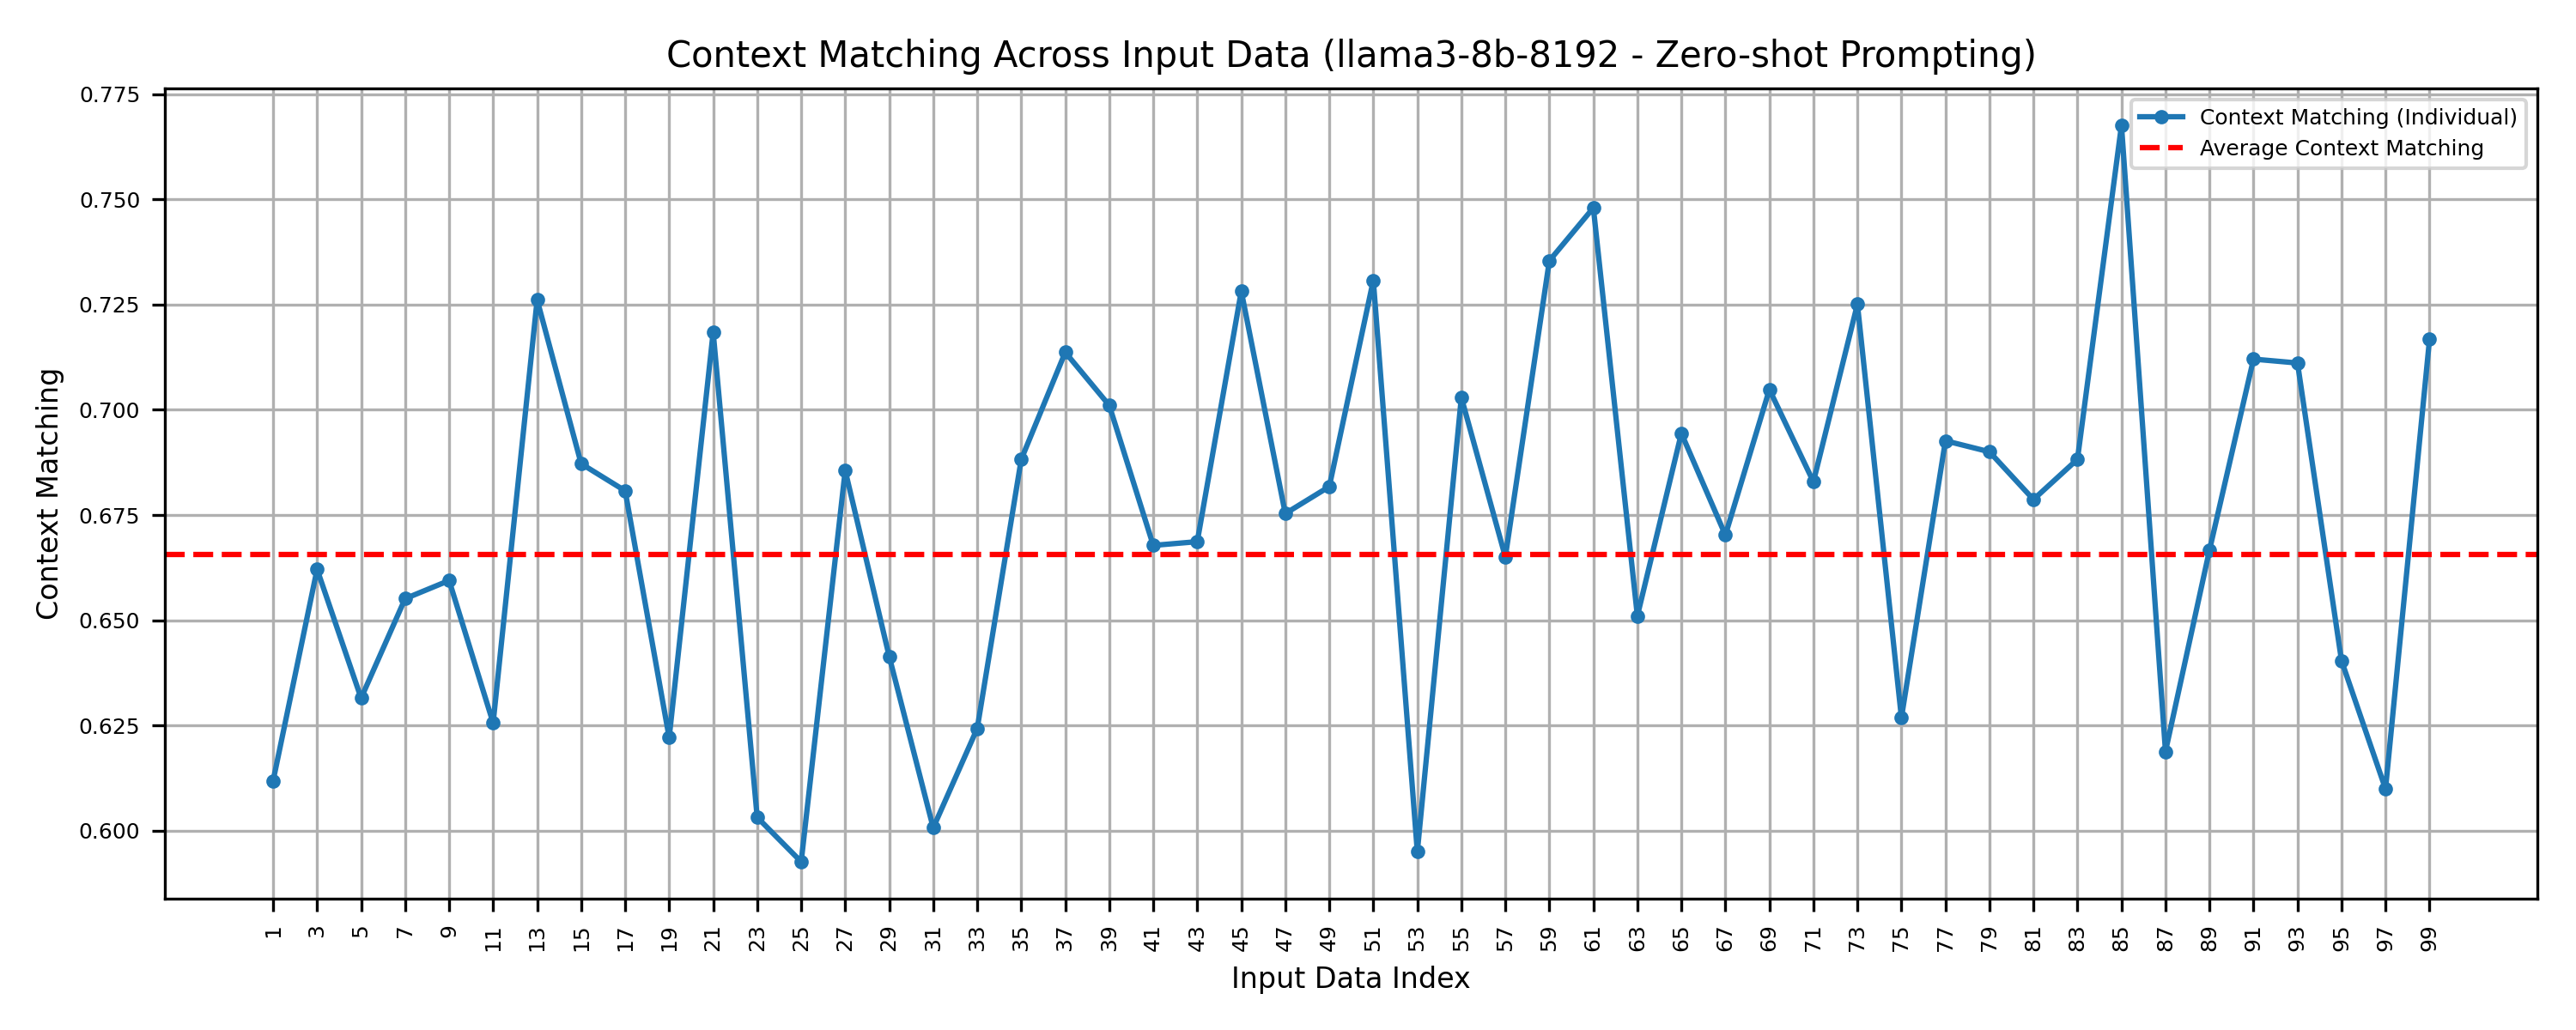 Context Matching Across Input Data (llama3-8b-8192 - Zero-shot Prompting)
Context Matching (Individual)
Average Context Matching
Context Matching
0.775
0.750
0.725
0.700
0.675
0.650
0.625
0.600
1 3 5 7 9 11 13 15 17 19 21 23 25 27 29 31 33 35 37 39 41 43 45 47 49 51 53 55 57 59 61 63 65 67 69 71 73 75 77 79 81 83 85 87 89 91 93 95 97 99
Input Data Index